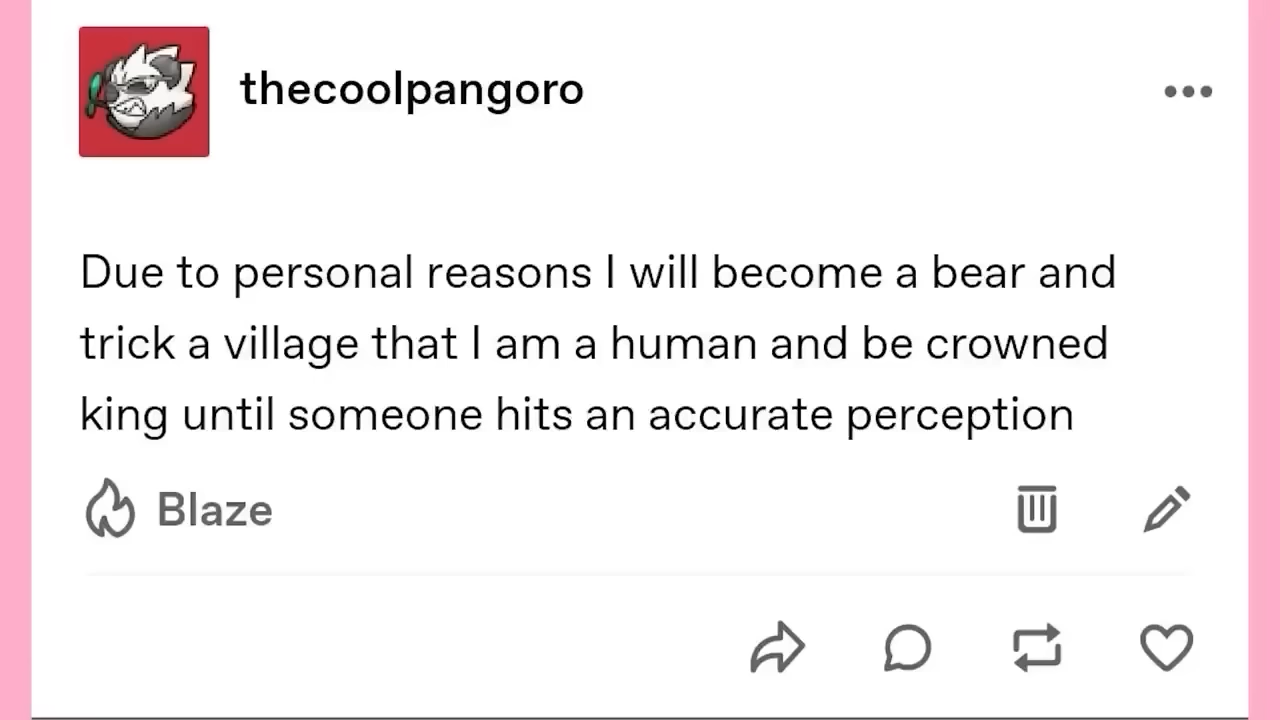 thecoolpangoro
Due to personal reasons I will become a bear and
trick a village that I am a human and be crowned
king until someone hits an accurate perception
Blaze